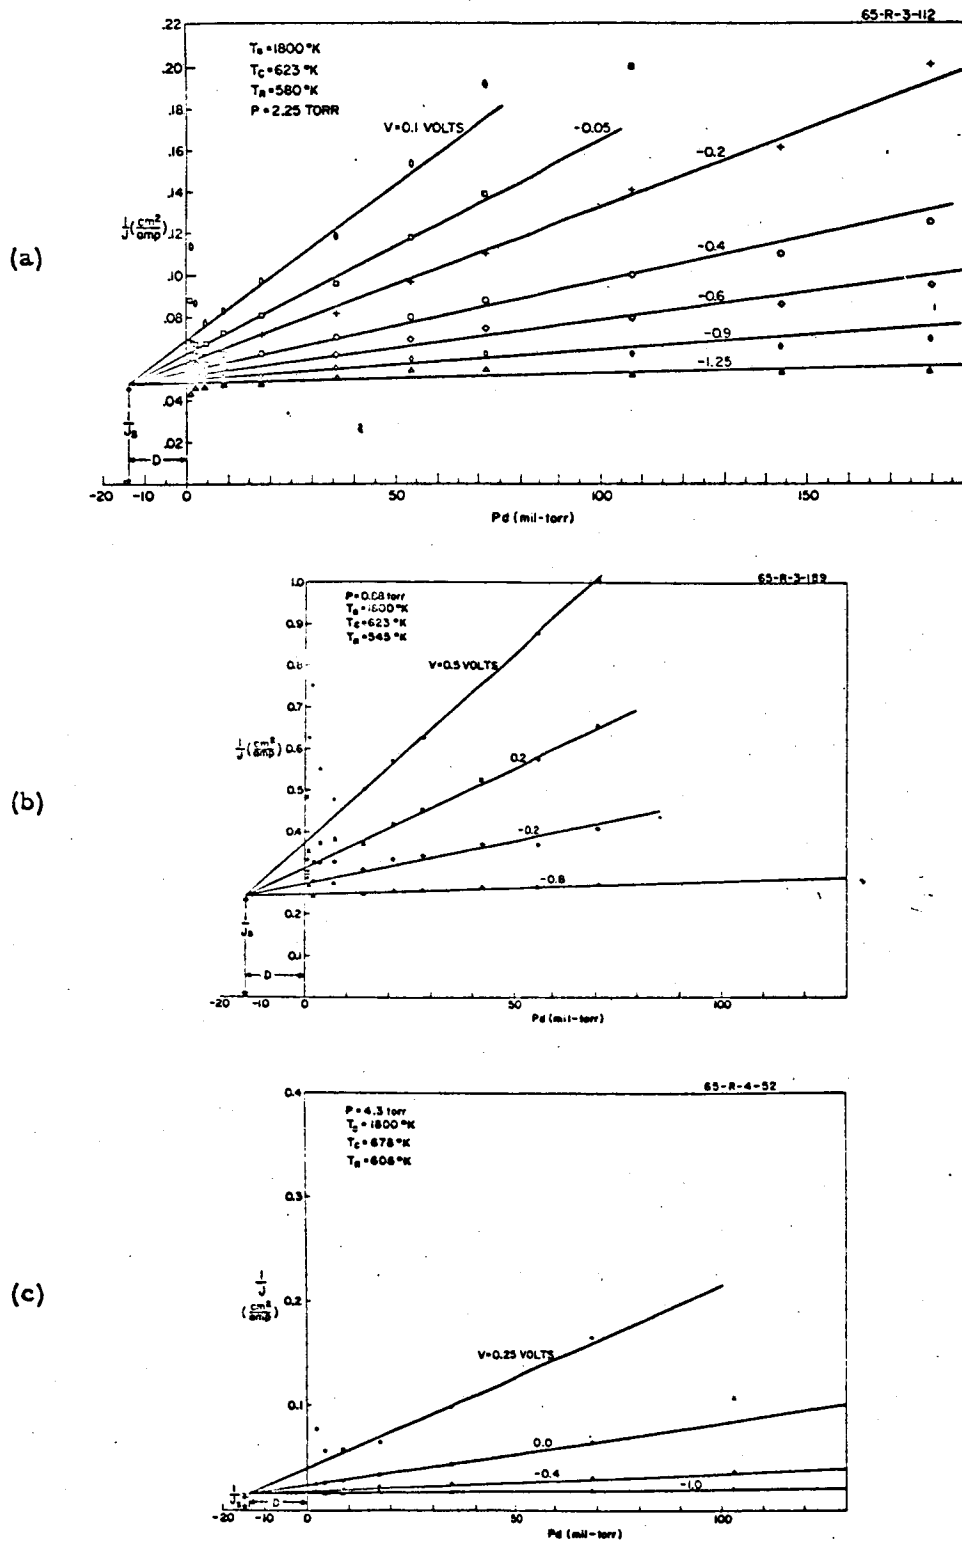 (a)
65-R-3-112
T_E = 1800 °K
T_C = 623 °K
T_R = 580 °K
P = 2.25 TORR
V = 0.1 VOLTS
-0.05
-0.2
-0.4
-0.6
-0.9
-1.25
.22
.20
.18
.16
.14
.12
.10
.08
.06
.04
.02
0
1/J (cm²/amp)
1/J_s
D
-20 -10 0 50 100 150
Pd (mil-torr)
(b)
65-R-3-189
P = 0.68 torr
T_E = 1800 °K
T_C = 623 °K
T_R = 545 °K
V = 0.5 VOLTS
0.2
-0.2
-0.8
1.0
0.9
0.8
0.7
0.6
0.5
0.4
0.2
0.1
1/J (cm²/amp)
1/J_s
D
-20 -10 0 50 100
Pd (mil-torr)
(c)
65-R-4-52
P = 4.3 torr
T_E = 1800 °K
T_C = 678 °K
T_R = 606 °K
V = 0.25 VOLTS
0.0
-0.4
-1.0
0.4
0.3
0.2
0.1
1/J
(cm²/amp)
1/J_s
D
-20 -10 0 50 100
Pd (mil-torr)